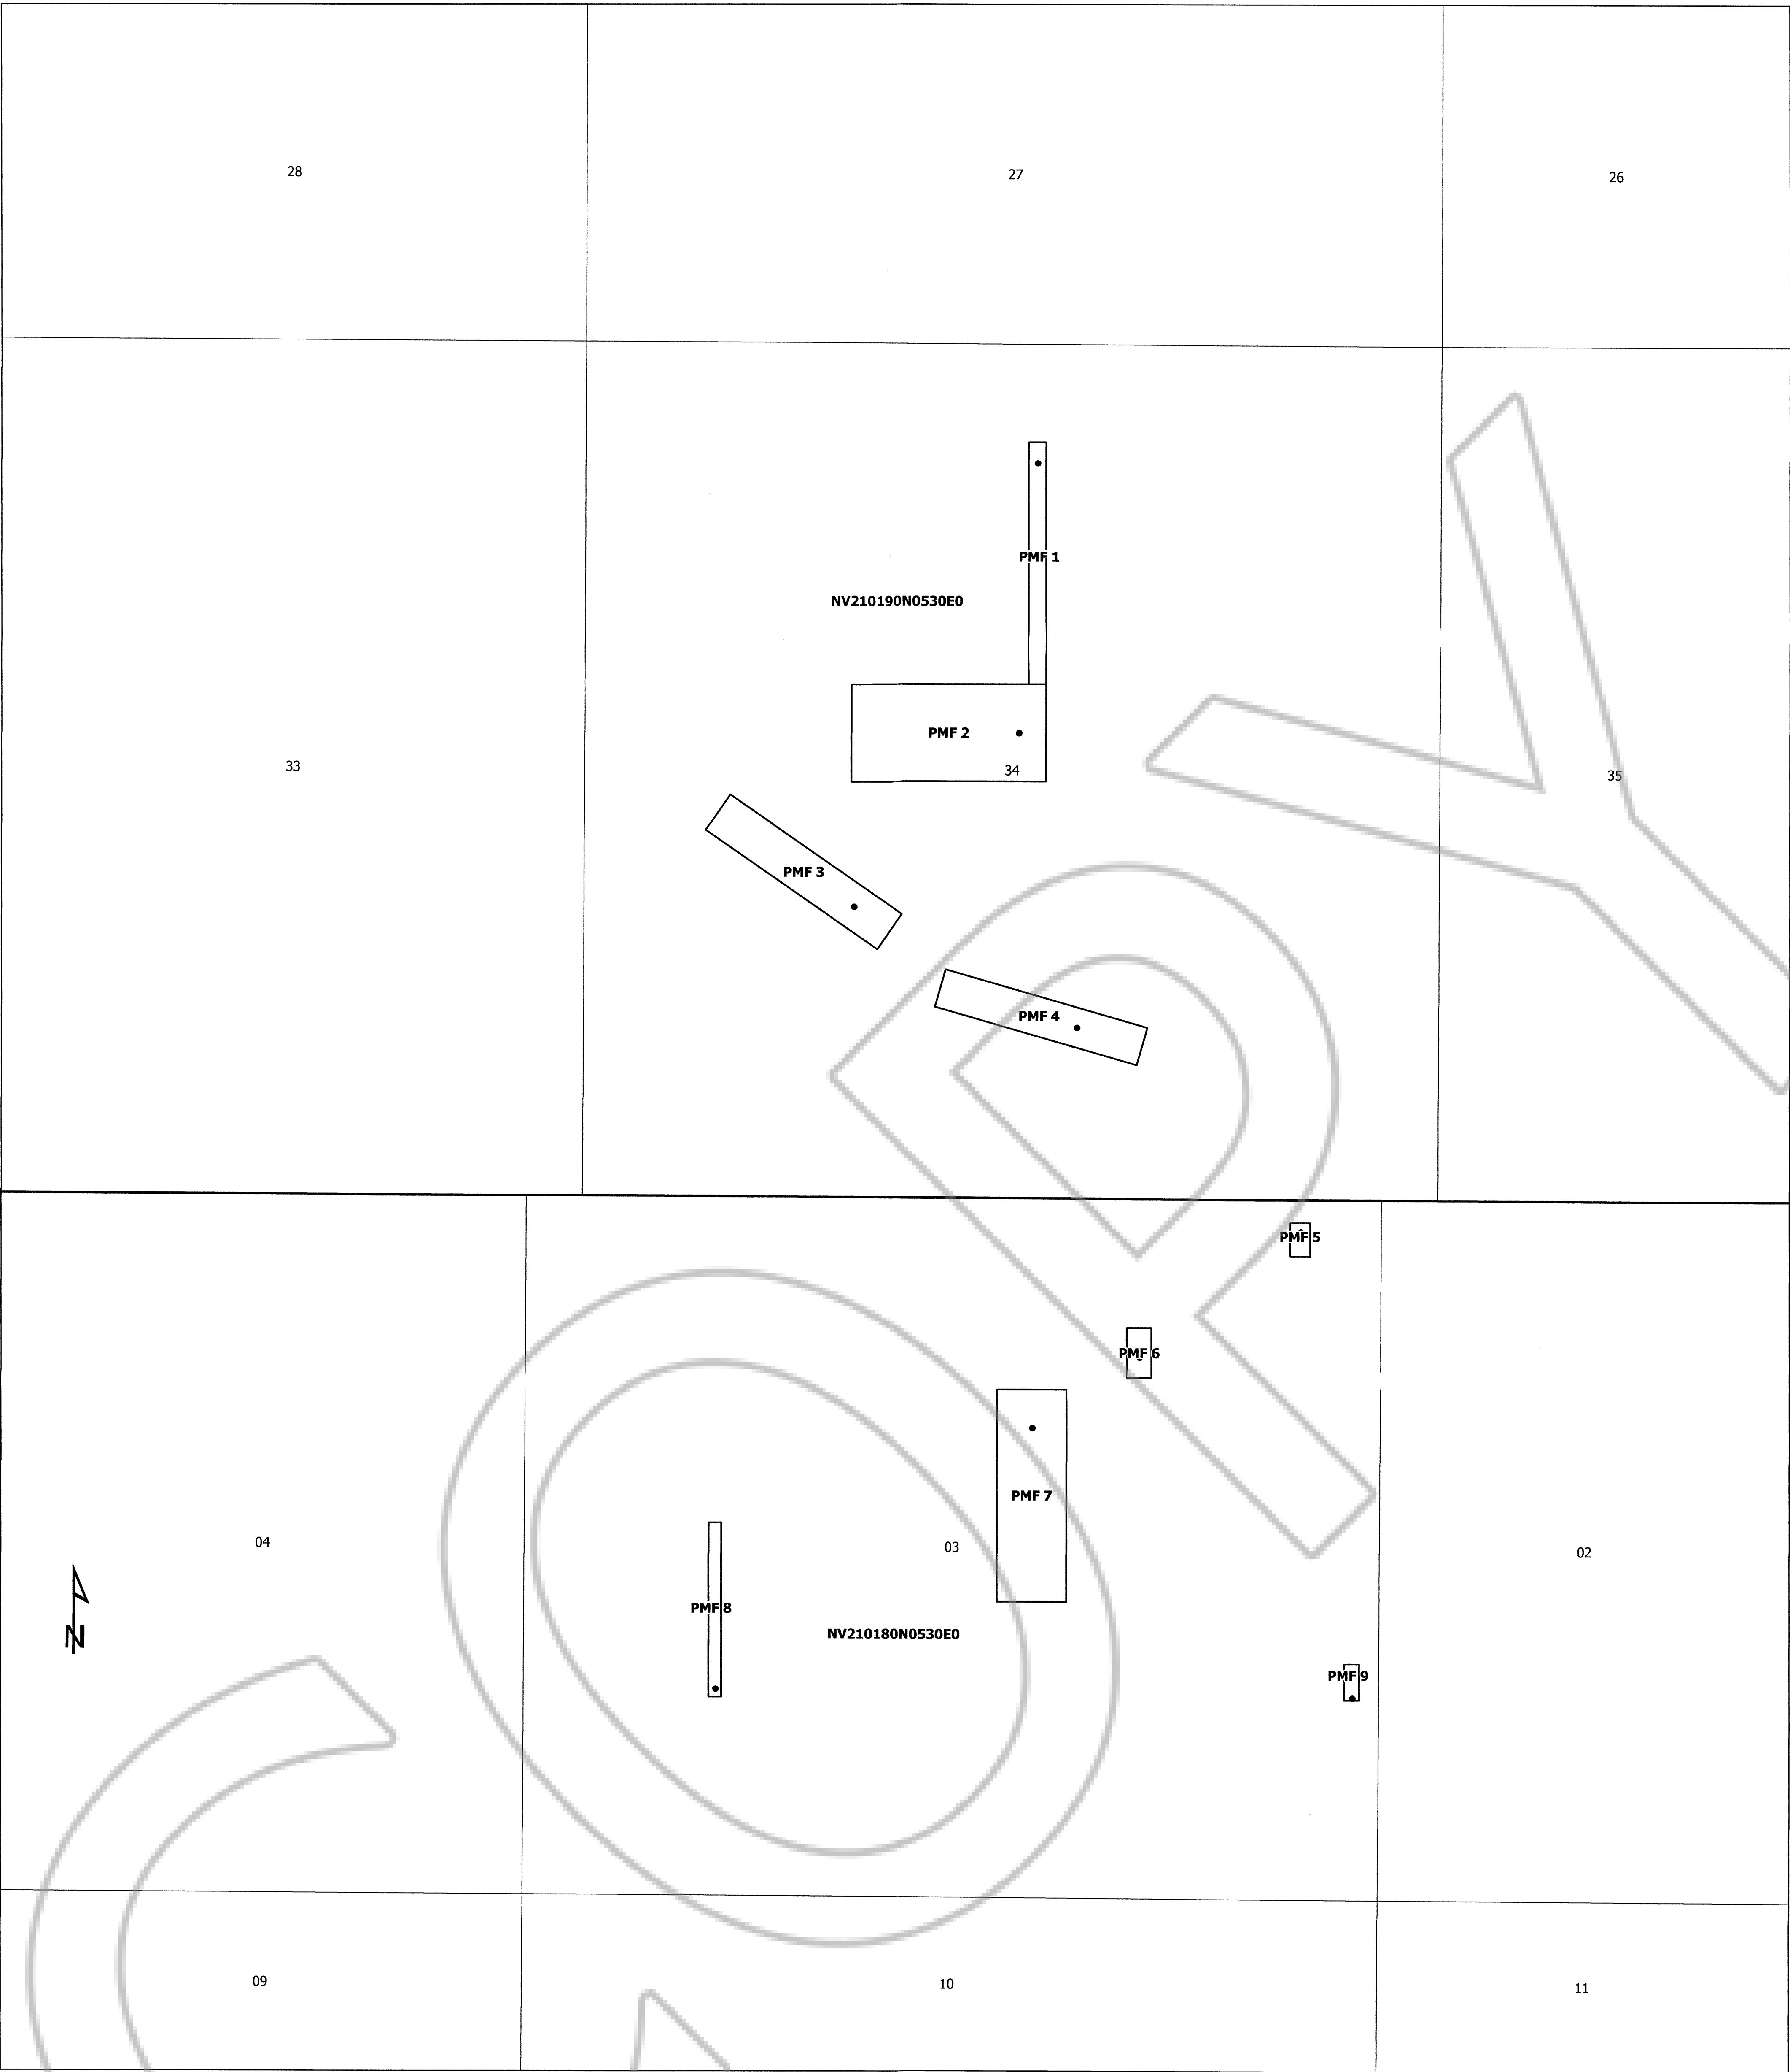 28
27
26
PMF 1
NV210190N0530E0
PMF 2
34
33
35
PMF 3
PMF 4
PMF 5
PMF 6
PMF 7
04
03
02
PMF 8
NV210180N0530E0
N
PMF 9
09
10
11
COPY